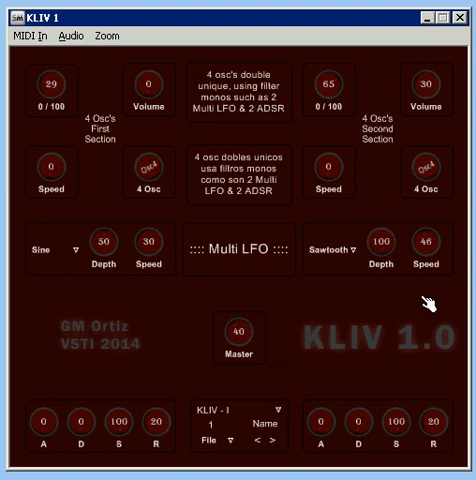 KLIV 1
MIDI In Audio Zoom
29
0 / 100
0
Volume
4 osc's double
unique, using filter
monos such as 2
Multi LFO & 2 ADSR
65
0 / 100
30
Volume
4 Osc's
First
Section
4 Osc's
Second
Section
0
Speed
Osc4
4 Osc
4 osc dobles unicos
usa filtros monos
como son 2 Multi
LFO & 2 ADSR
0
Speed
Osc4
4 Osc
Sine
50
Depth
30
Speed
:::: Multi LFO ::::
Sawtooth
100
Depth
46
Speed
GM Ortiz
VSTI 2014
40
Master
KLIV 1.0
0
A
0
D
100
S
20
R
KLIV - I
1 Name
File < >
0
A
0
D
100
S
20
R